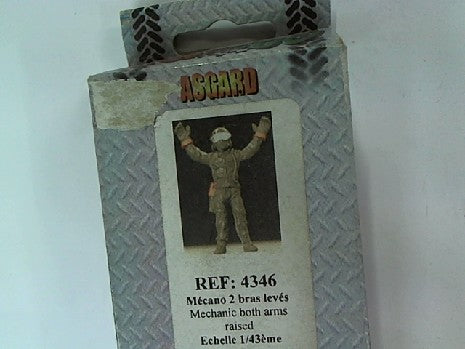 ASGARD
REF: 4346
Mécano 2 bras levés
Mechanic both arms
raised
Echelle 1/43ème